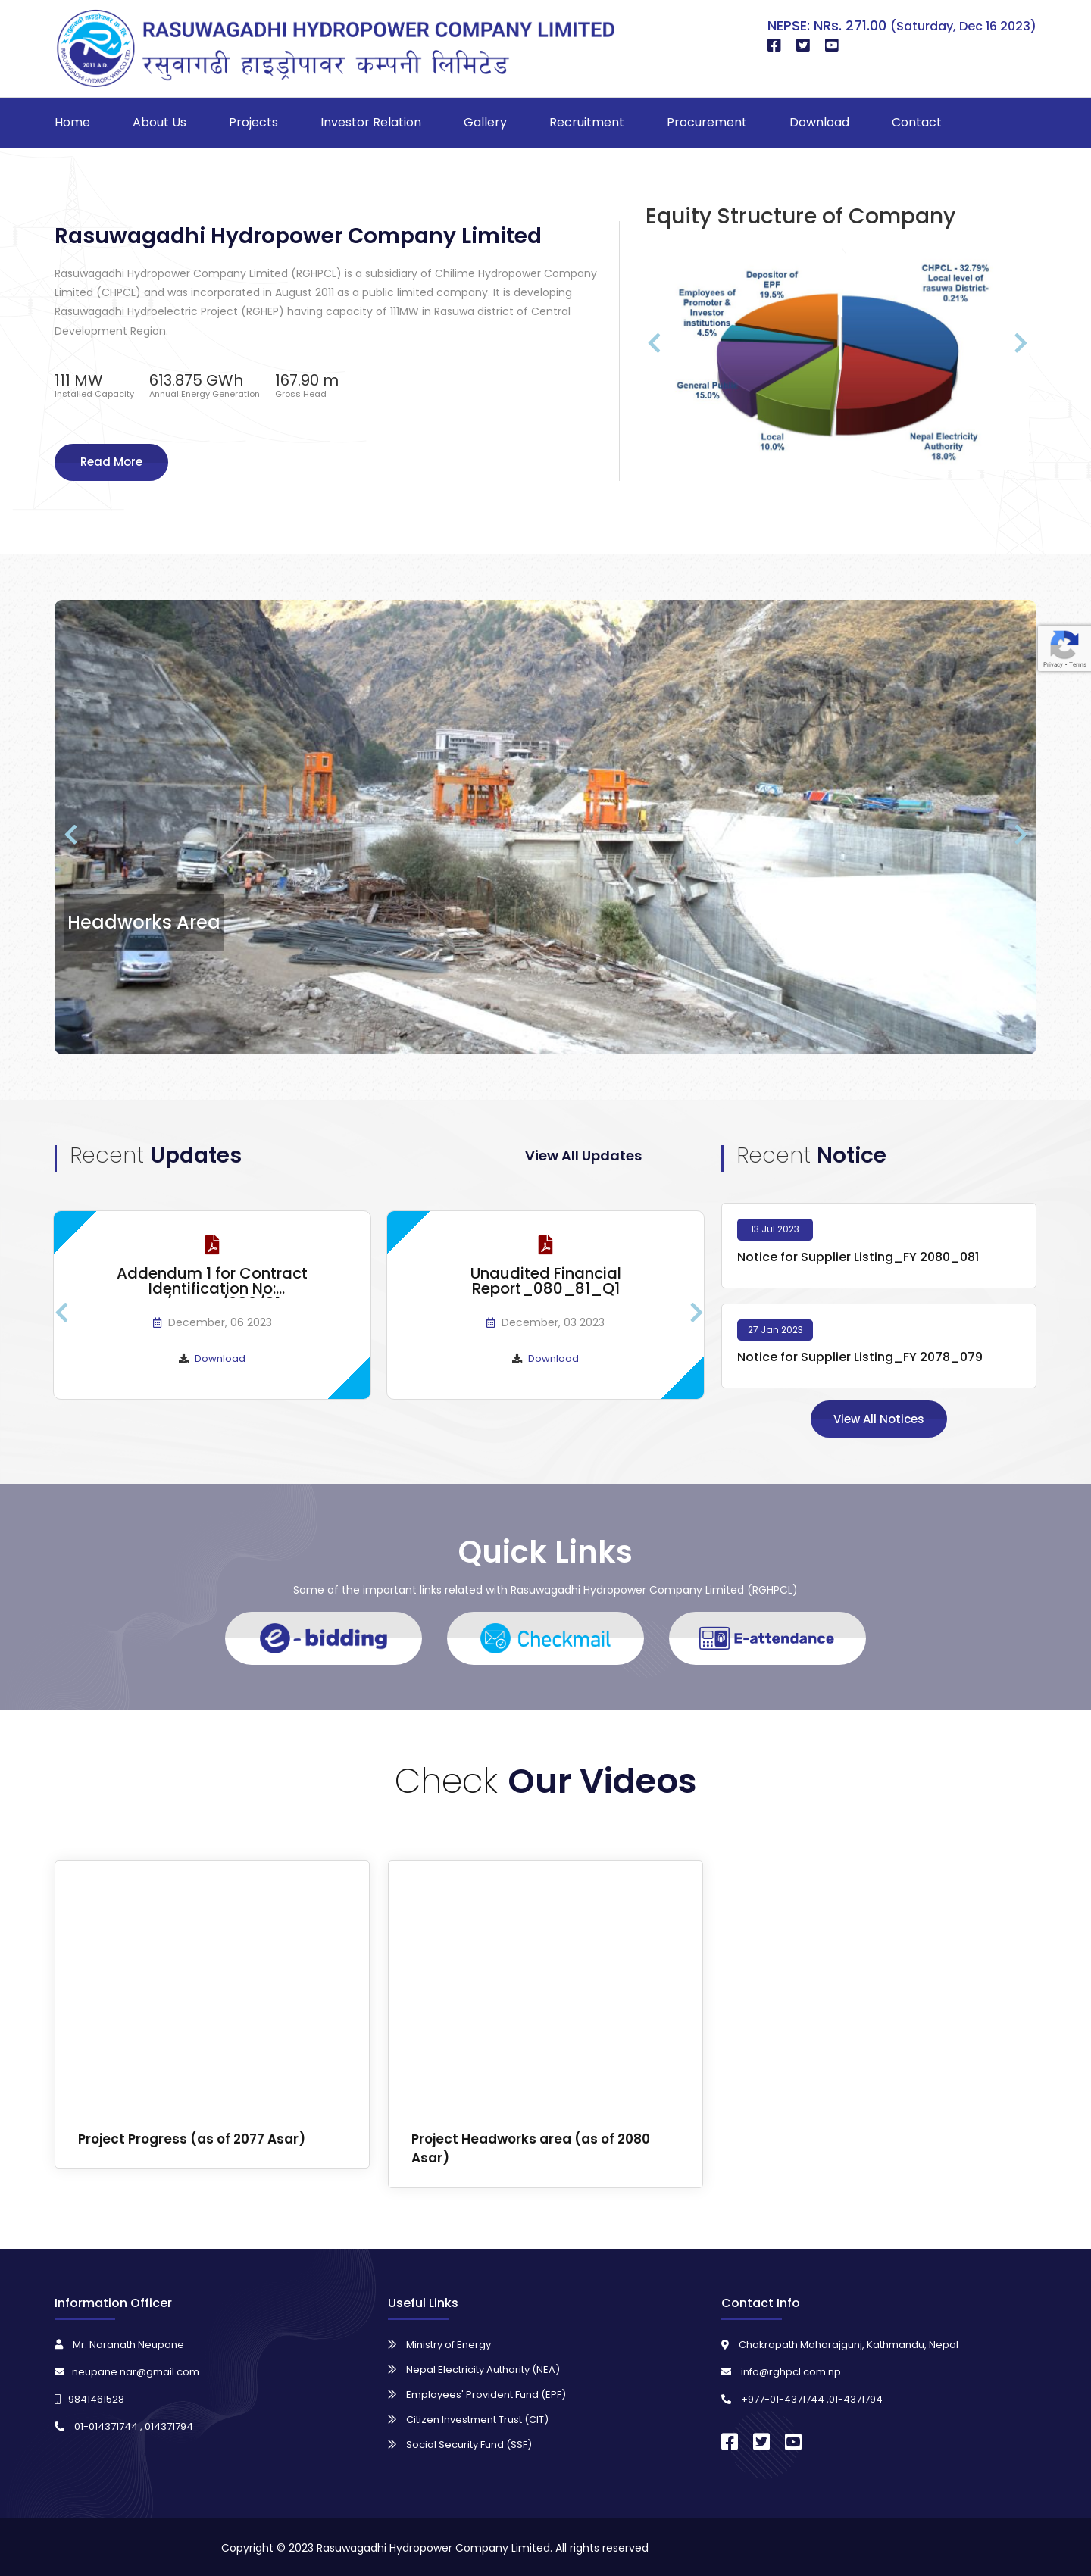 RASUWAGADHI HYDROPOWER COMPANY LIMITED
रसुवागढी हाइड्रोपावर कम्पनी लिमिटेड
NEPSE: NRs. 271.00 (Saturday, Dec 16 2023)
Home About Us Projects Investor Relation Gallery Recruitment Procurement Download Contact
Rasuwagadhi Hydropower Company Limited
Rasuwagadhi Hydropower Company Limited (RGHPCL) is a subsidiary of Chilime Hydropower Company
Limited (CHPCL) and was incorporated in August 2011 as a public limited company. It is developing
Rasuwagadhi Hydroelectric Project (RGHEP) having capacity of 111MW in Rasuwa district of Central
Development Region.
111 MW
Installed Capacity
613.875 GWh
Annual Energy Generation
167.90 m
Gross Head
Read More
Equity Structure of Company
Depositor of
EPF
19.5%
CHPCL - 32.79%
Local level of
rasuwa District-
0.21%
Employees of
Promoter &
Investor
institutions
4.5%
General
15.0%
Local
10.0%
Nepal Electricity
Authority
18.0%
Privacy - Terms
Headworks Area
Recent Updates
View All Updates
Addendum 1 for Contract
Identification No:...
December, 06 2023
Download
Unaudited Financial
Report_080_81_Q1
December, 03 2023
Download
Recent Notice
13 Jul 2023
Notice for Supplier Listing_FY 2080_081
27 Jan 2023
Notice for Supplier Listing_FY 2078_079
View All Notices
Quick Links
Some of the important links related with Rasuwagadhi Hydropower Company Limited (RGHPCL)
e - bidding
Checkmail
E-attendance
Check Our Videos
Project Progress (as of 2077 Asar)
Project Headworks area (as of 2080
Asar)
Information Officer
Mr. Naranath Neupane
neupane.nar@gmail.com
9841461528
01-014371744 , 014371794
Useful Links
Ministry of Energy
Nepal Electricity Authority (NEA)
Employees' Provident Fund (EPF)
Citizen Investment Trust (CIT)
Social Security Fund (SSF)
Contact Info
Chakrapath Maharajgunj, Kathmandu, Nepal
info@rghpcl.com.np
+977-01-4371744 ,01-4371794
Copyright © 2023 Rasuwagadhi Hydropower Company Limited. All rights reserved